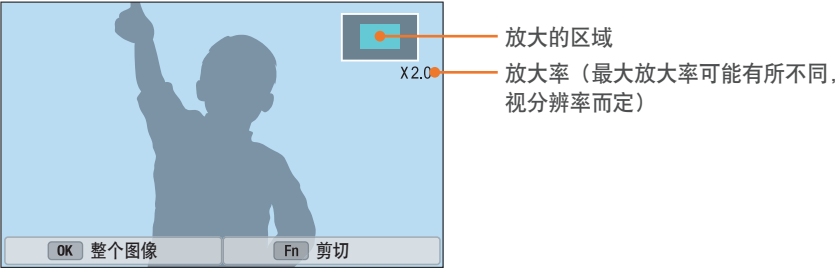 放大的区域
X 2.0
放大率（最大放大率可能有所不同，
视分辨率而定）
OK 整个图像
Fn 剪切